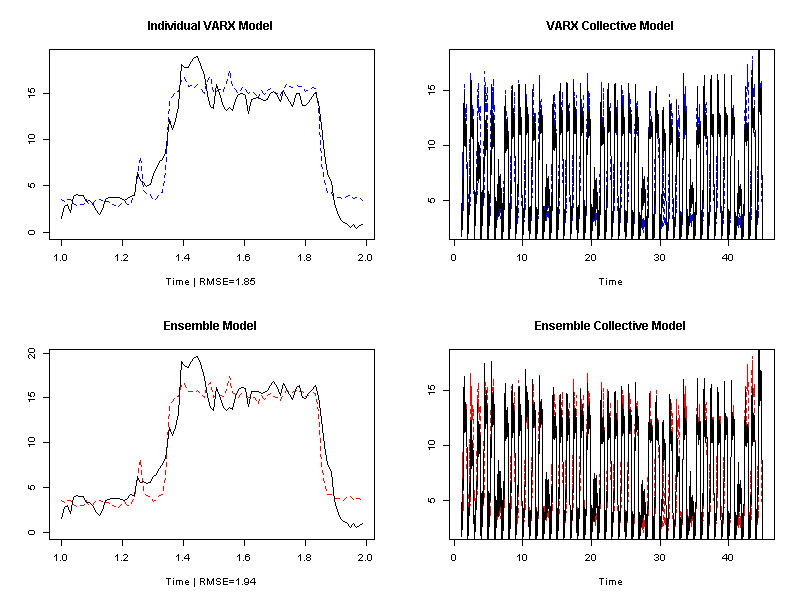 Individual VARX Model
15
10
5
0
1.0 1.2 1.4 1.6 1.8 2.0
Time | RMSE=1.85
VARX Collective Model
15
10
5
0 10 20 30 40
Time
Ensemble Model
20
15
10
5
0
1.0 1.2 1.4 1.6 1.8 2.0
Time | RMSE=1.94
Ensemble Collective Model
15
10
5
0 10 20 30 40
Time